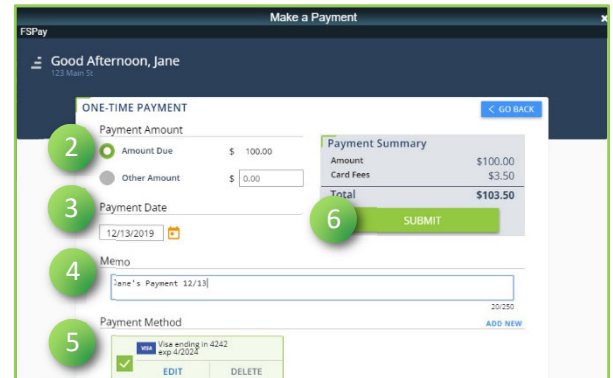 Make a Payment x
FSPay
Good Afternoon, Jane
123 Main St
ONE-TIME PAYMENT
< GO BACK
Payment Amount
2
Amount Due $ 100.00
Other Amount $ 0.00
3
Payment Date
12/13/2019
4
Memo
Jane's Payment 12/13
20/250
5
Payment Method
ADD NEW
VISA Visa ending in 4242
exp 4/2024
EDIT DELETE
Payment Summary
Amount $100.00
Card Fees $3.50
Total $103.50
6
SUBMIT